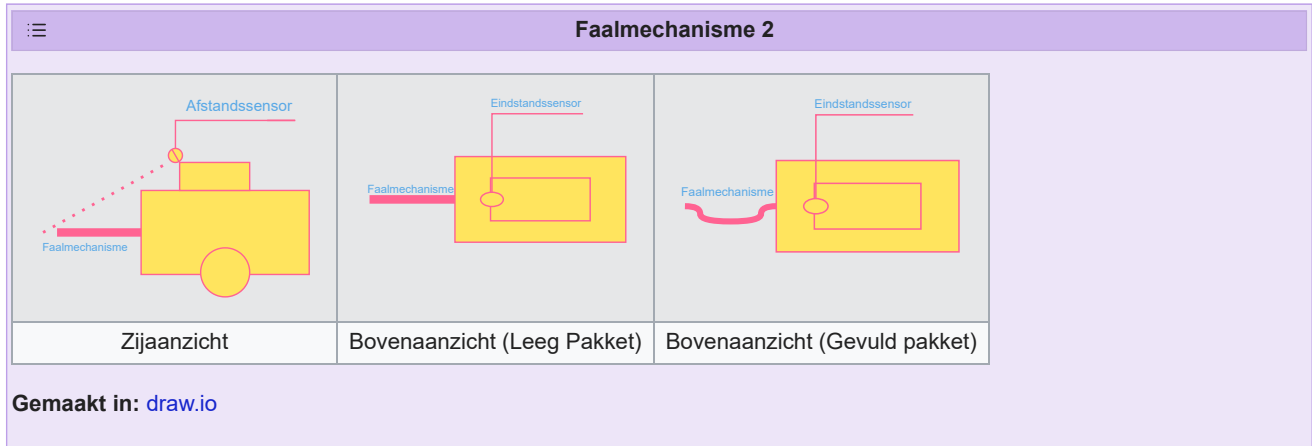 Faalmechanisme 2
Afstandssensor
Faalmechanisme
Eindstandssensor
Faalmechanisme
Eindstandssensor
Faalmechanisme
Zijaanzicht
Bovenaanzicht (Leeg Pakket)
Bovenaanzicht (Gevuld pakket)
Gemaakt in: draw.io